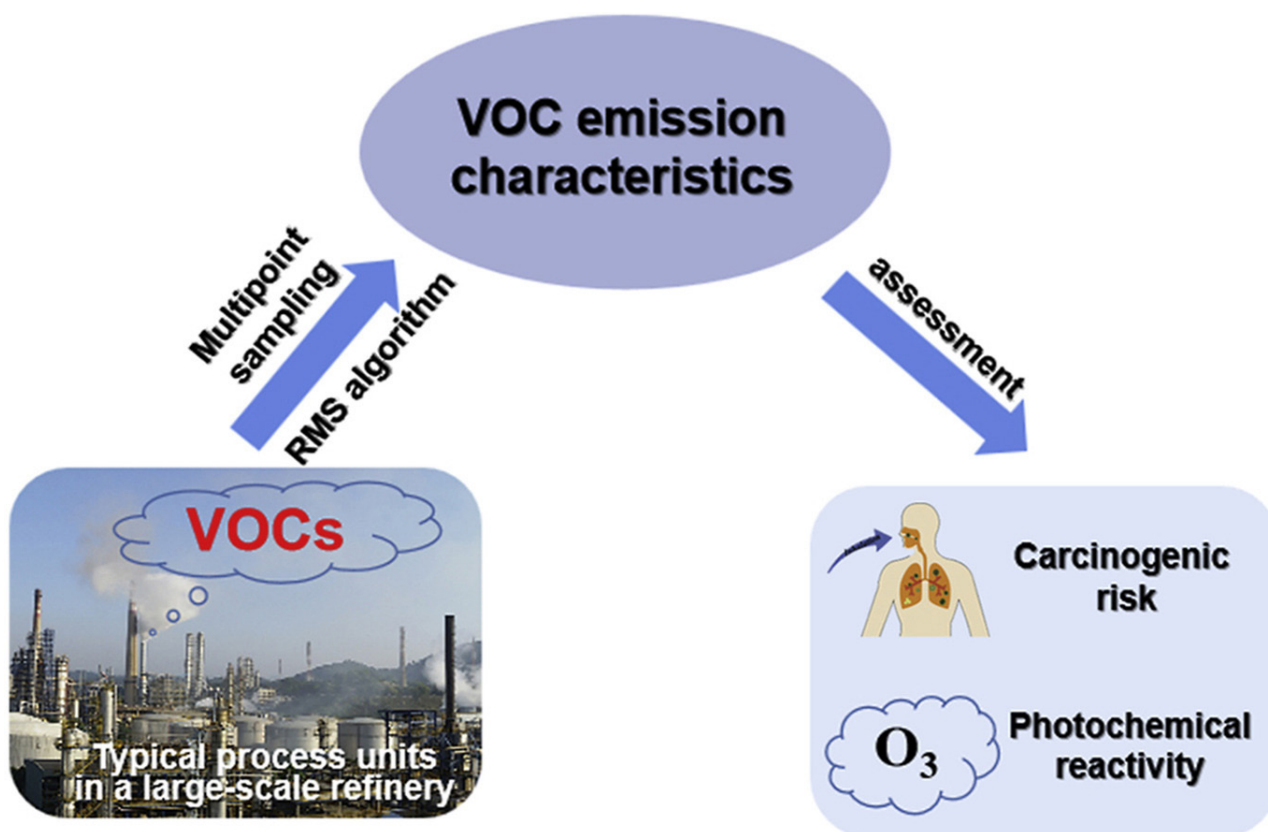 VOC emission
characteristics
Multipoint
sampling
RMS algorithm
assessment
VOCs
Typical process units
in a large-scale refinery
Carcinogenic
risk
O₃
Photochemical
reactivity